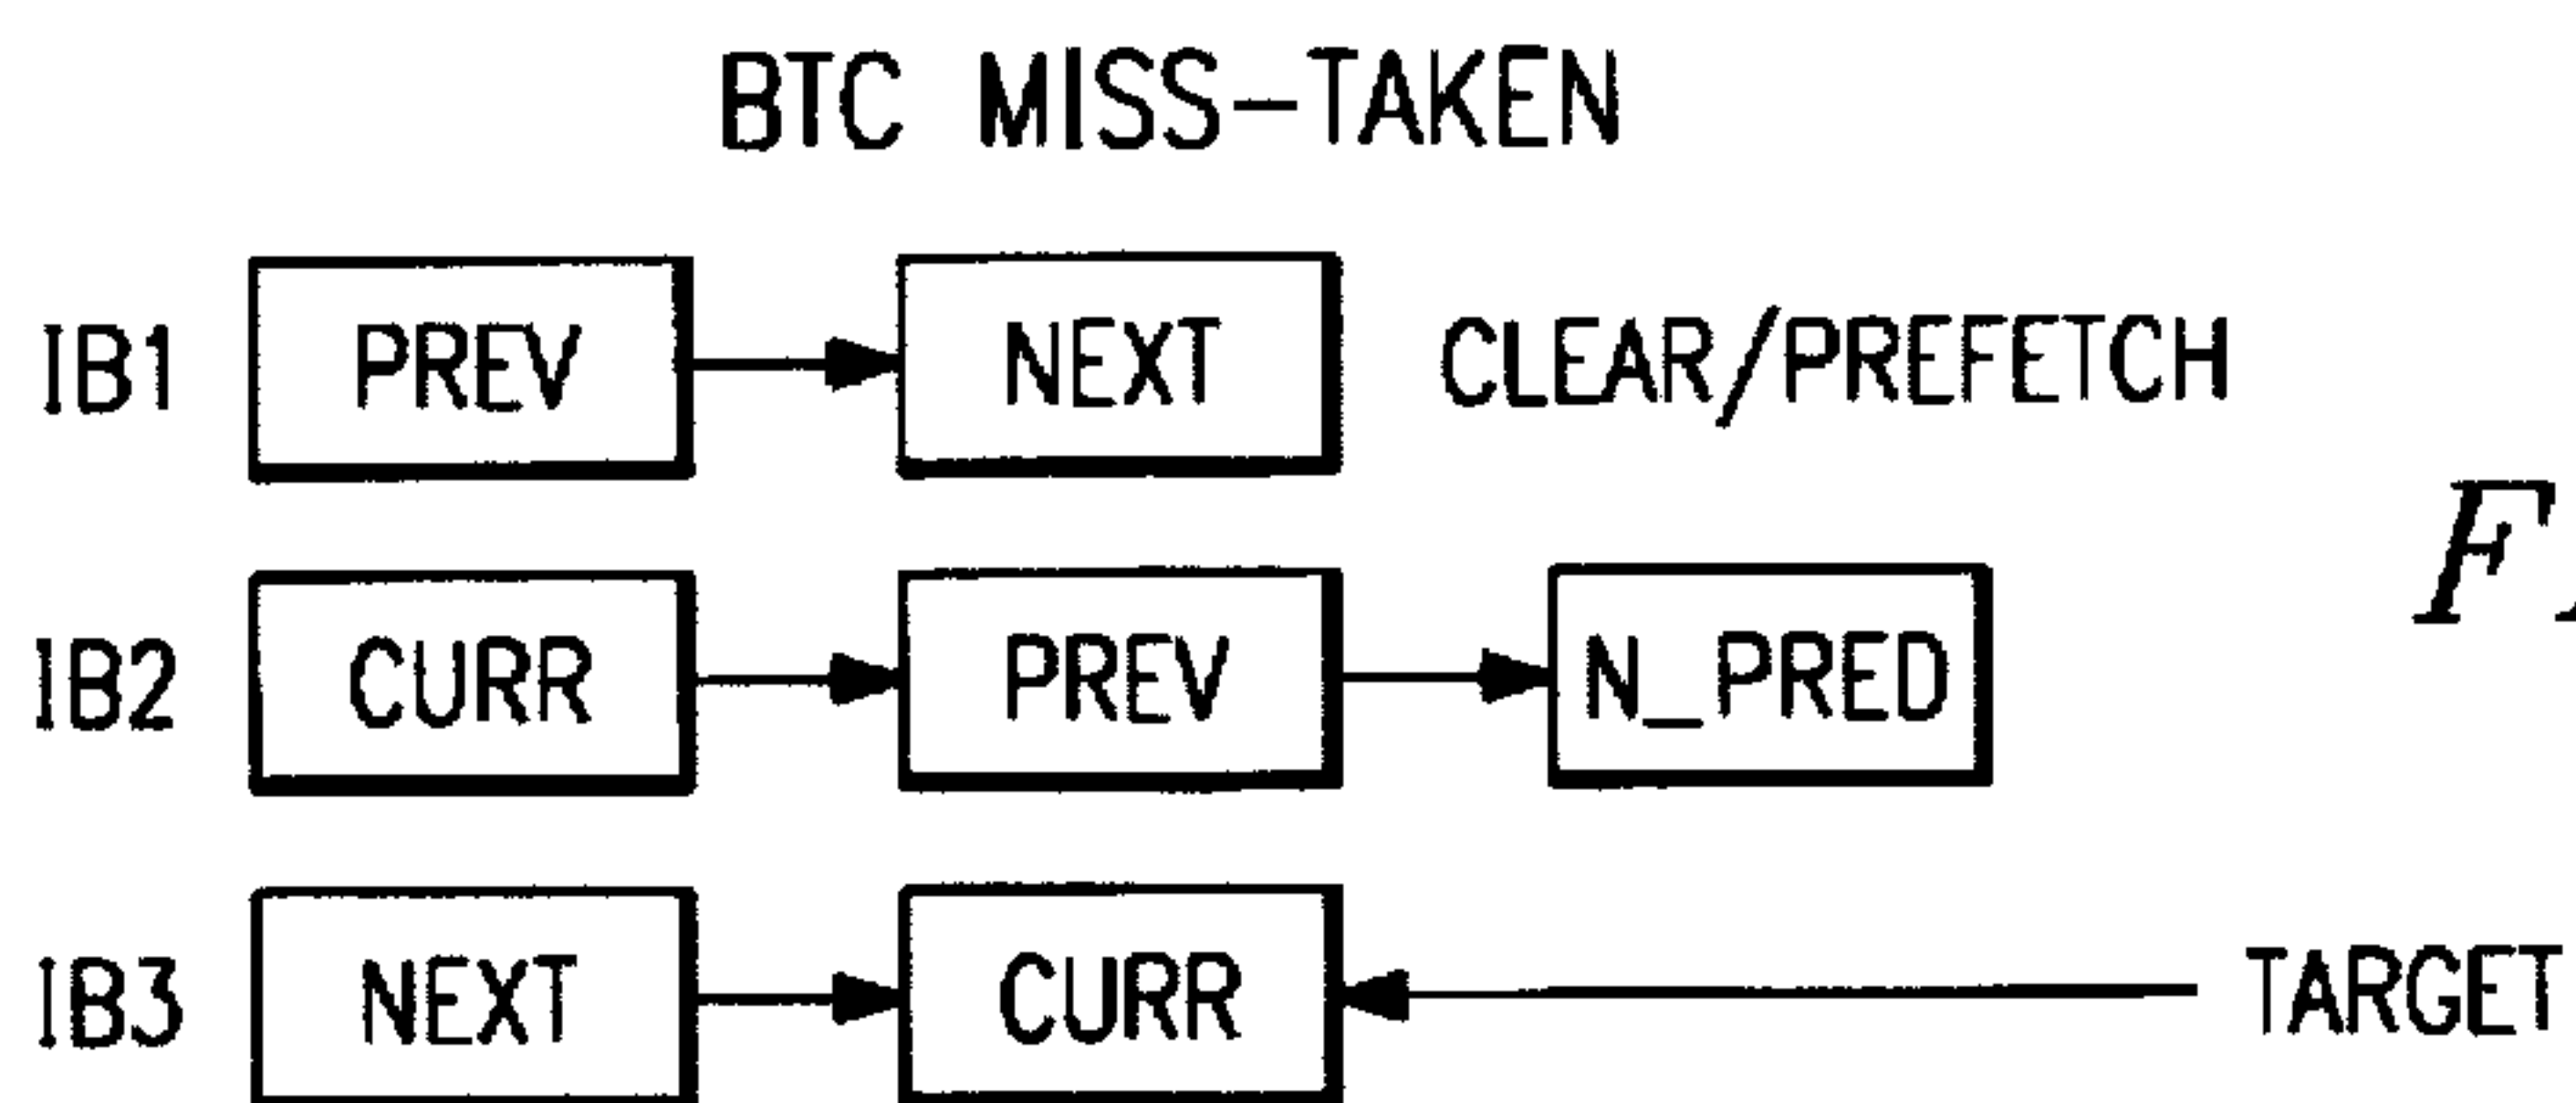 BTC MISS-TAKEN
IB1 PREV NEXT CLEAR/PREFETCH
IB2 CURR PREV N_PRED
IB3 NEXT CURR TARGET